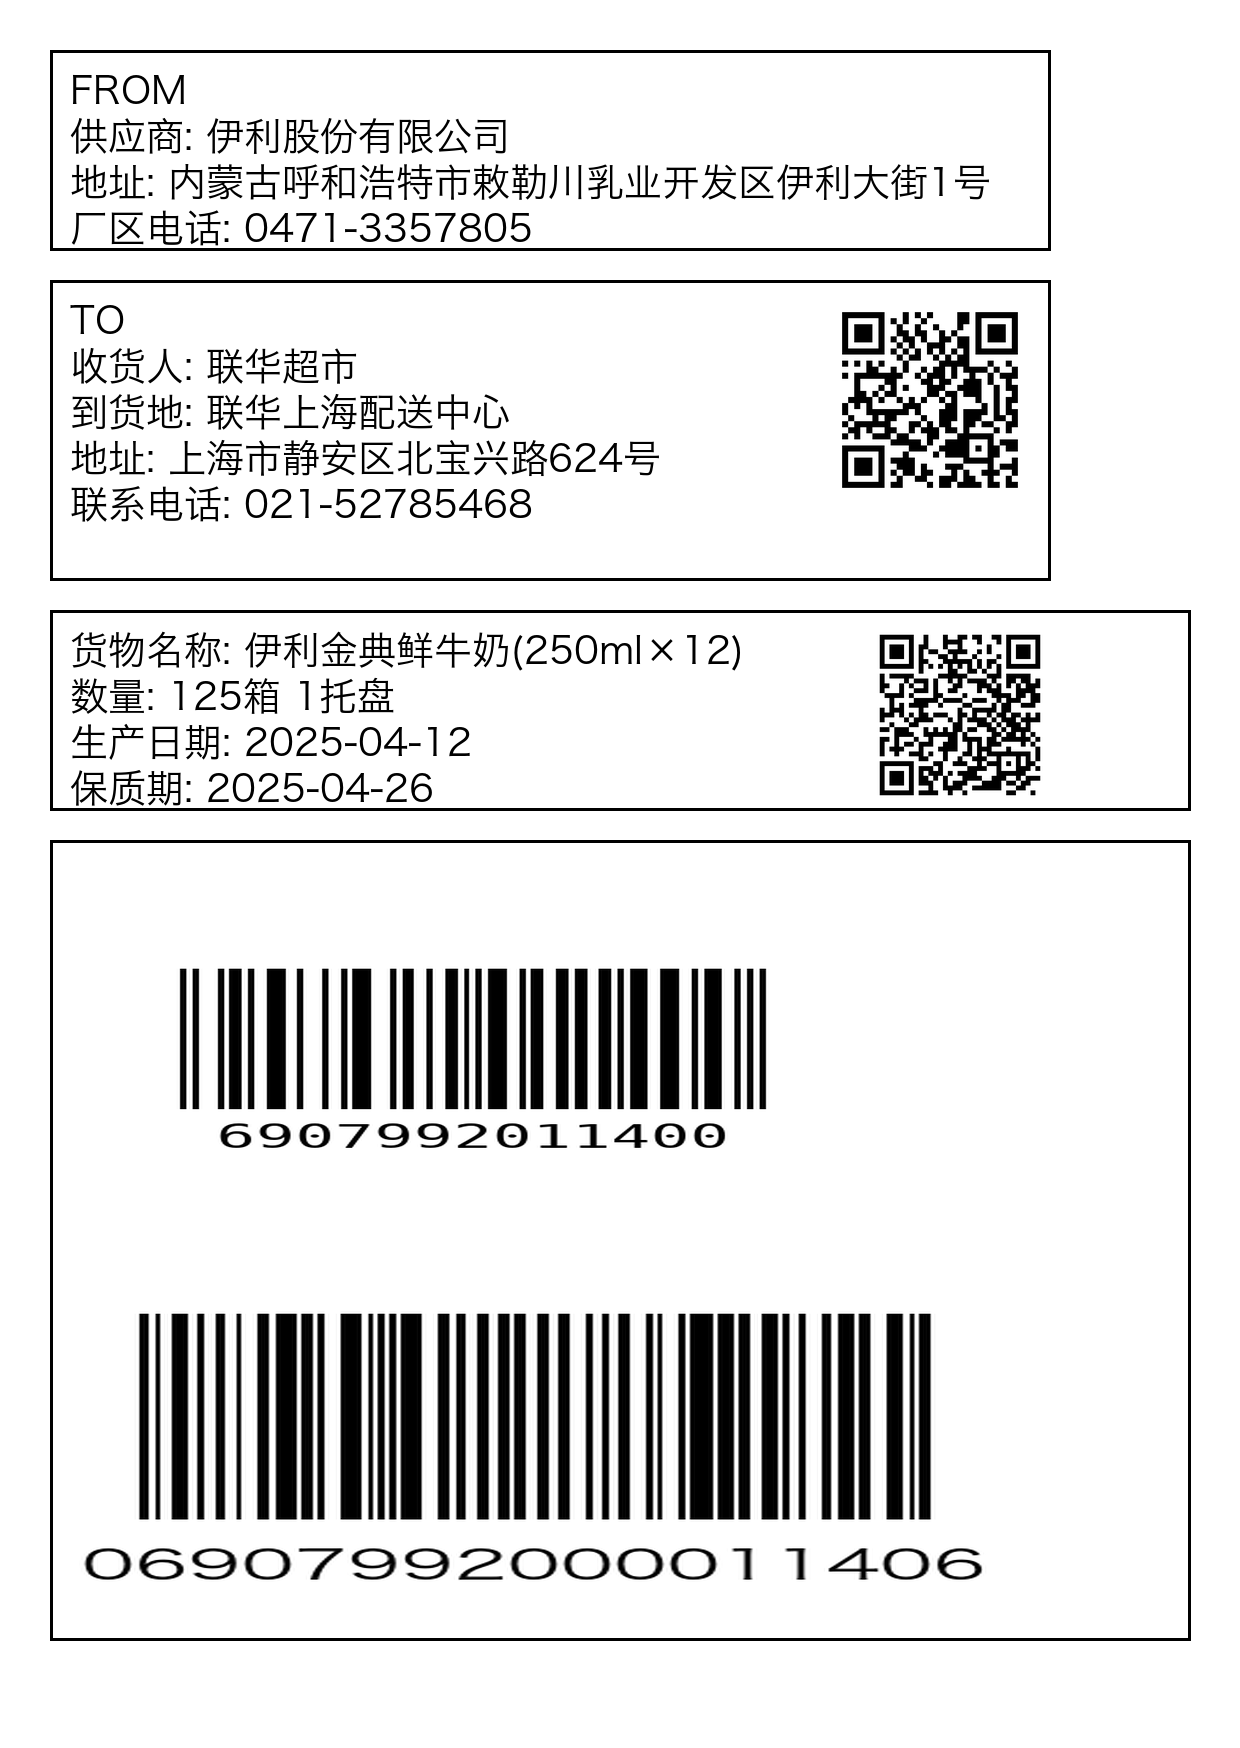 FROM
供应商: 伊利股份有限公司
地址: 内蒙古呼和浩特市敕勒川乳业开发区伊利大街1号
厂区电话: 0471-3357805
TO
收货人: 联华超市
到货地: 联华上海配送中心
地址: 上海市静安区北宝兴路624号
联系电话: 021-52785468
货物名称: 伊利金典鲜牛奶(250ml×12)
数量: 125箱 1托盘
生产日期: 2025-04-12
保质期: 2025-04-26
6907992011400
06907992000011406